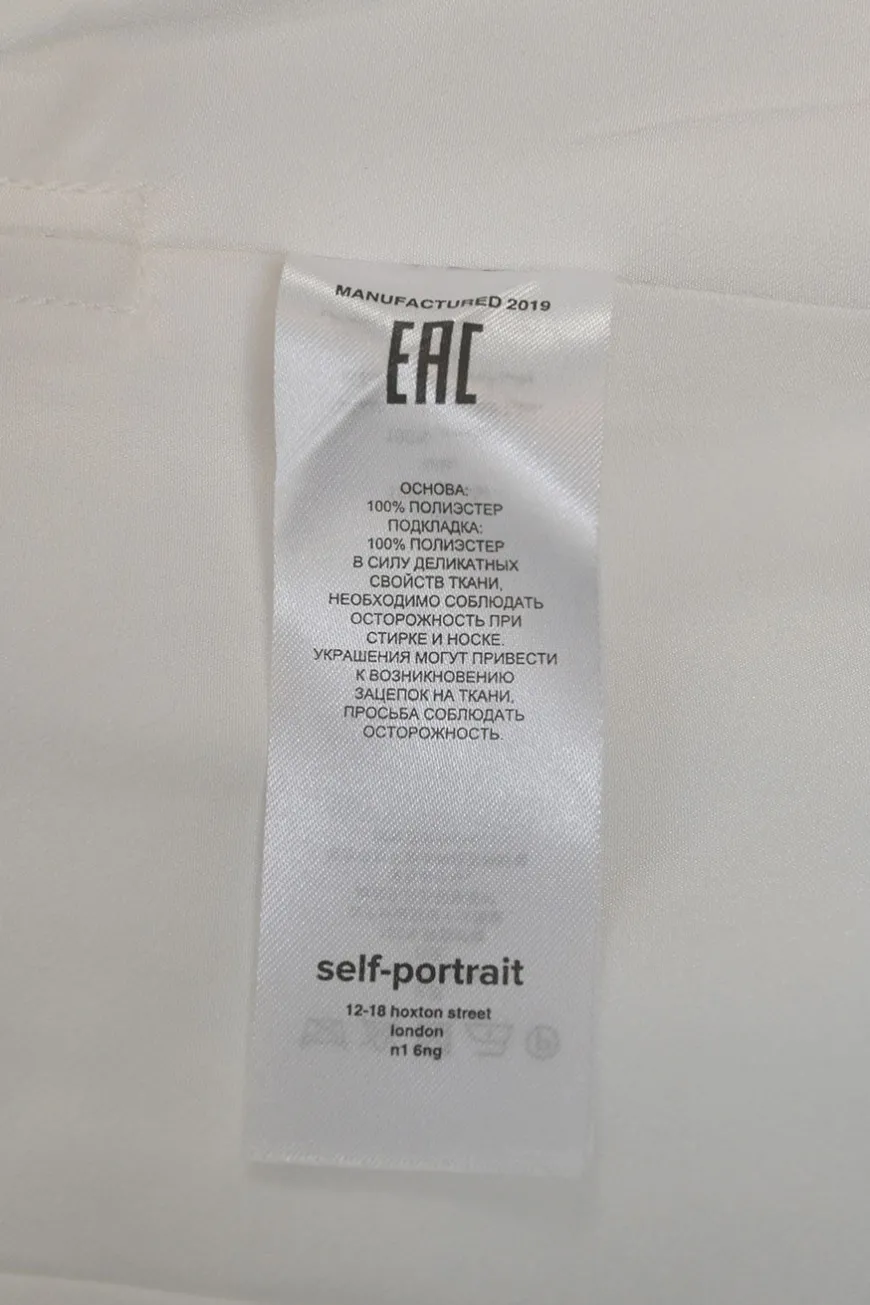 MANUFACTURED 2019
EAC
ОСНОВА:
100% ПОЛИЭСТЕР
ПОДКЛАДКА:
100% ПОЛИЭСТЕР
В СИЛУ ДЕЛИКАТНЫХ
СВОЙСТВ ТКАНИ,
НЕОБХОДИМО СОБЛЮДАТЬ
ОСТОРОЖНОСТЬ ПРИ
СТИРКЕ И НОСКЕ.
УКРАШЕНИЯ МОГУТ ПРИВЕСТИ
К ВОЗНИКНОВЕНИЮ
ЗАЦЕПОК НА ТКАНИ,
ПРОСЬБА СОБЛЮДАТЬ
ОСТОРОЖНОСТЬ.
self-portrait
12-18 hoxton street
london
n1 6ng